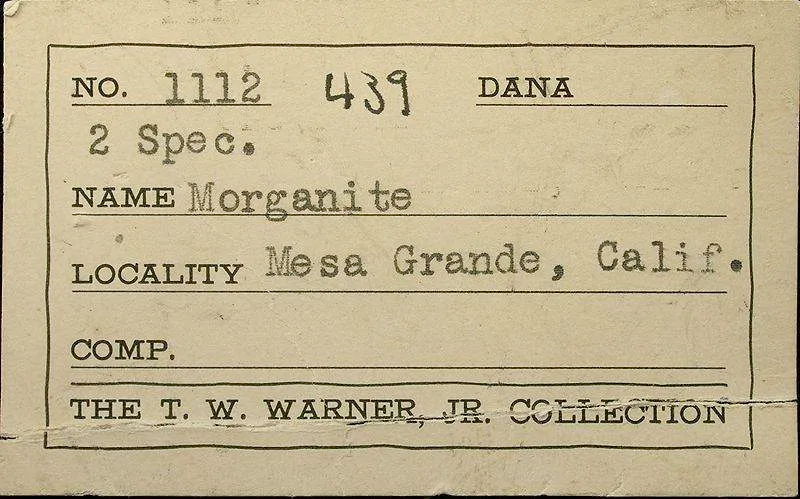 NO. 1112 439 DANA
2 Spec.
NAME Morganite
LOCALITY Mesa Grande, Calif.
COMP.
THE T. W. WARNER, JR. COLLECTION